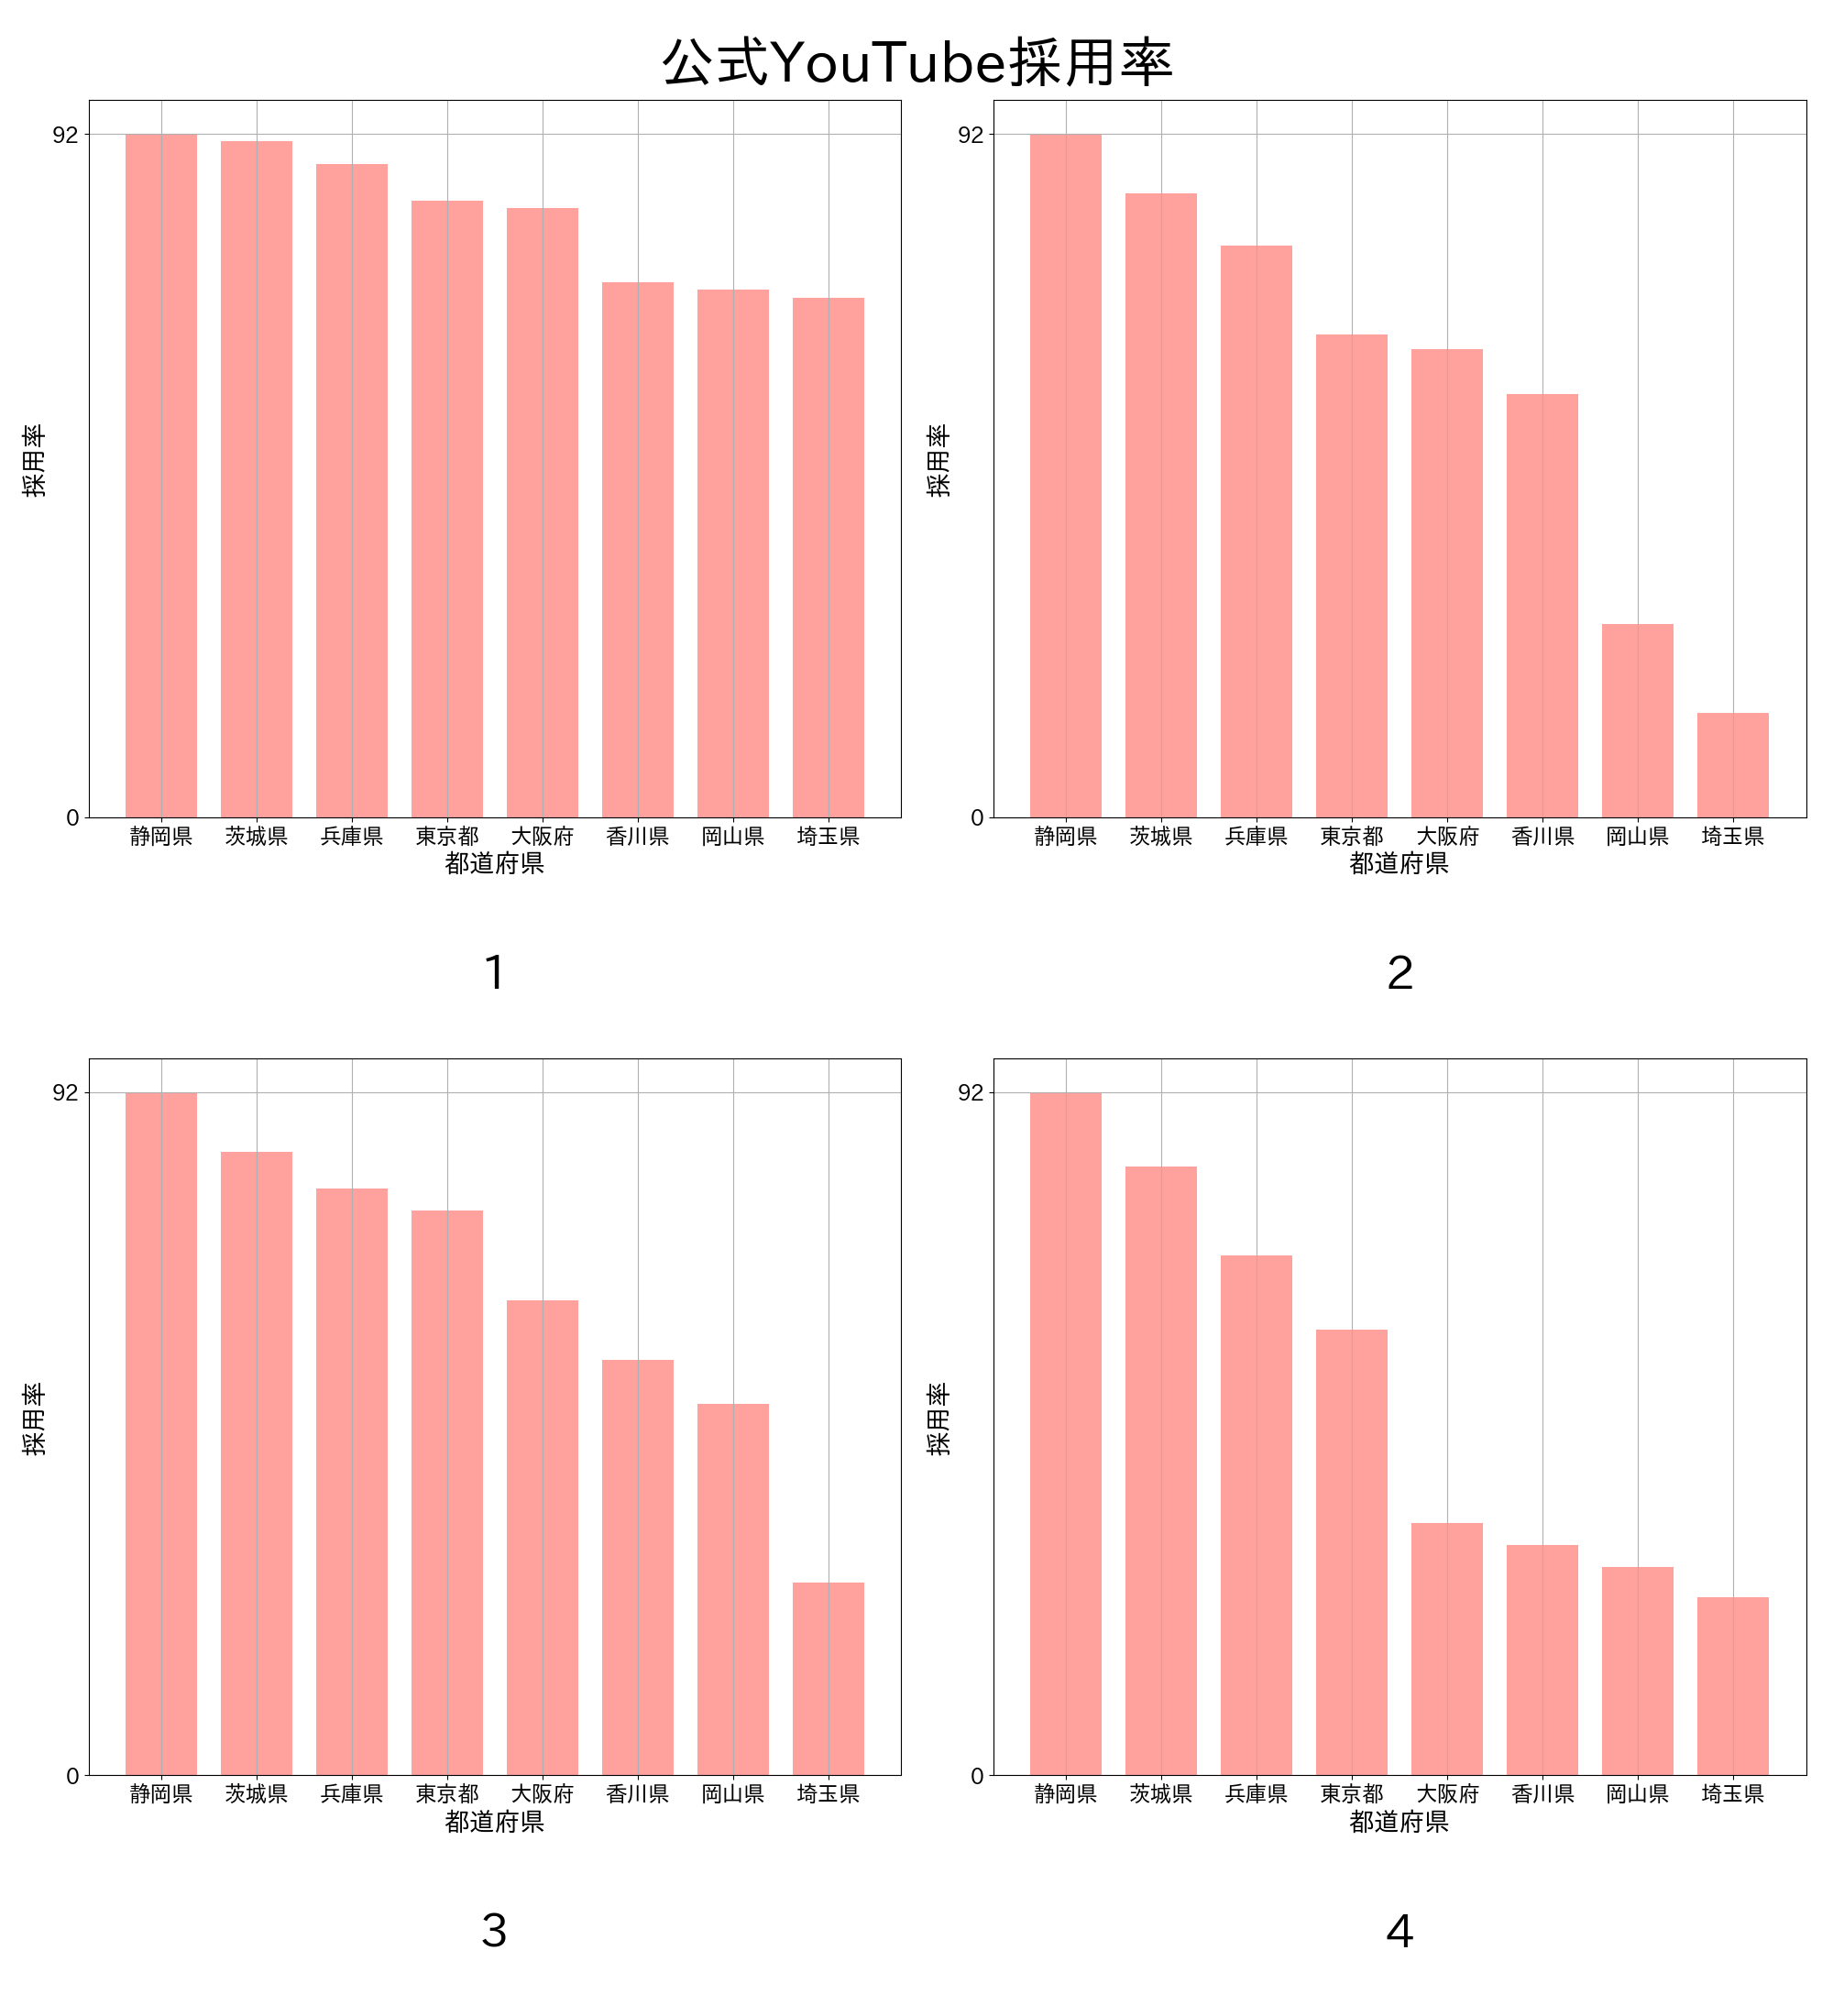 公式YouTube採用率
92
0
採用率
静岡県 茨城県 兵庫県 東京都 大阪府 香川県 岡山県 埼玉県
都道府県
1
92
0
採用率
静岡県 茨城県 兵庫県 東京都 大阪府 香川県 岡山県 埼玉県
都道府県
2
92
0
採用率
静岡県 茨城県 兵庫県 東京都 大阪府 香川県 岡山県 埼玉県
都道府県
3
92
0
採用率
静岡県 茨城県 兵庫県 東京都 大阪府 香川県 岡山県 埼玉県
都道府県
4